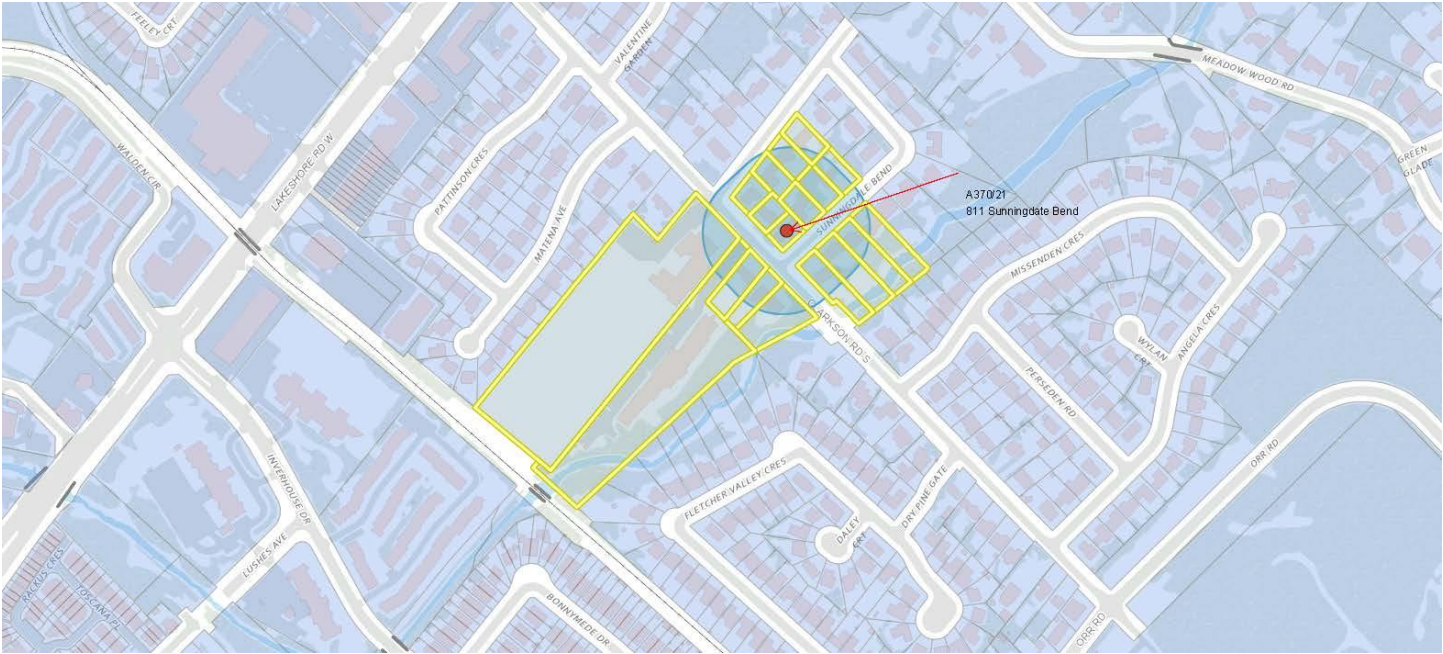 FEELEY CRT
VALENTINE
GARDEN
MEADOW WOOD RD
GREEN
GLADE
WALDEN CIR
LAKESHORE RD W
PATTINSON CRES
MATENA AVE
SUNNINGDALE BEND
A370/21
811 Sunningdate Bend
MISSENDEN CRES
CLARKSON RD S
WYLAN
CRT
ANGELA CRES
PERSEDEN RD
ORR RD
INVERHOUSE DR
FLETCHER VALLEY CRES
DRY PINE GATE
DALEY
CRT
LUSHES AVE
RACKUS CRES
TOSCANA PL
BONNYMEDE DR
ORR RD